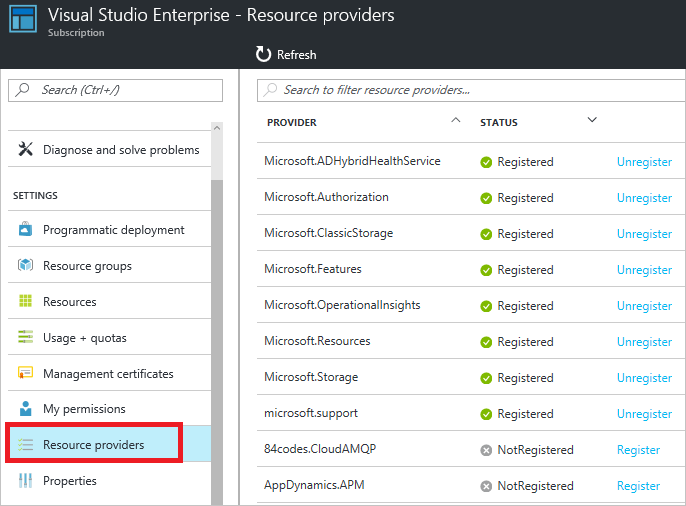 Visual Studio Enterprise - Resource providers
Subscription
Refresh
Search (Ctrl+/)
Diagnose and solve problems
SETTINGS
Programmatic deployment
Resource groups
Resources
Usage + quotas
Management certificates
My permissions
Resource providers
Properties
Search to filter resource providers...
PROVIDER STATUS
Microsoft.ADHybridHealthService Registered Unregister
Microsoft.Authorization Registered Unregister
Microsoft.ClassicStorage Registered Unregister
Microsoft.Features Registered Unregister
Microsoft.OperationalInsights Registered Unregister
Microsoft.Resources Registered Unregister
Microsoft.Storage Registered Unregister
microsoft.support Registered Unregister
84codes.CloudAMQP NotRegistered Register
AppDynamics.APM NotRegistered Register